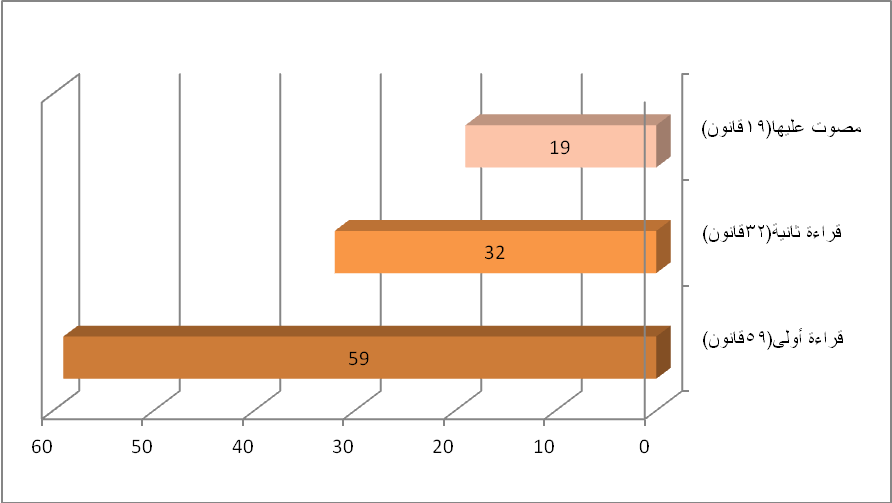 مصوت عليها(١٩قانون)
19
قراءة ثانية(٣٢قانون)
32
قراءة أولى(٥٩قانون)
59
60 50 40 30 20 10 0